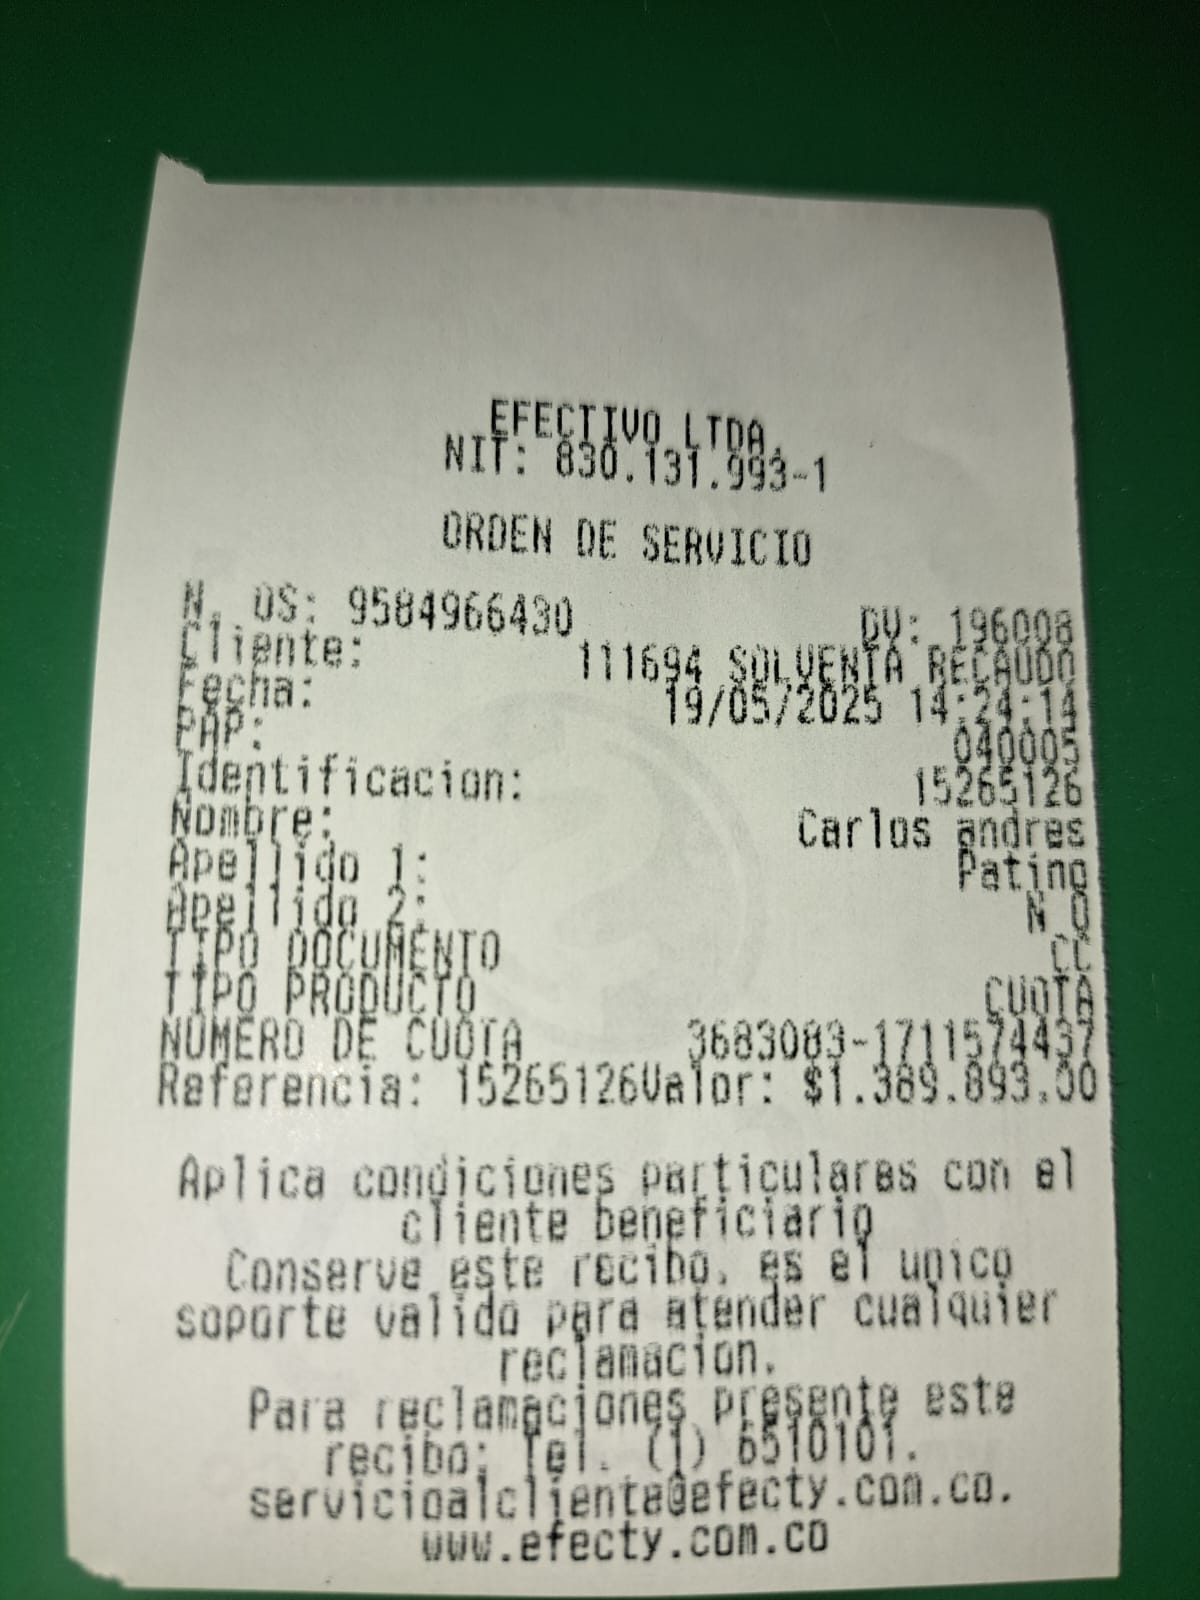 EFECTIVO LTDA.
NIT: 830.131.993-1
ORDEN DE SERVICIO
N. OS: 9584966430 DV: 196008
Cliente: 111694 SOLVENTA RECAUDO
Fecha: 19/05/2025 14:24:14
PAP: 040005
Identificacion: 15265126
Nombre: Carlos andres
Apellido 1: Patino
Apellido 2: N O
TIPO DOCUMENTO CC
TIPO PRODUCTO CUOTA
NUMERO DE CUOTA 3683083-1711574437
Referencia: 15265126Valor: $1.389.893.00
Aplica condiciones particulares con el
cliente beneficiario
Conserve este recibo, es el unico
soporte valido para atender cualquier
reclamacion.
Para reclamaciones presente este
recibo: Tel. (1) 6510101.
servicioalcliente@efecty.com.co.
www.efecty.com.co